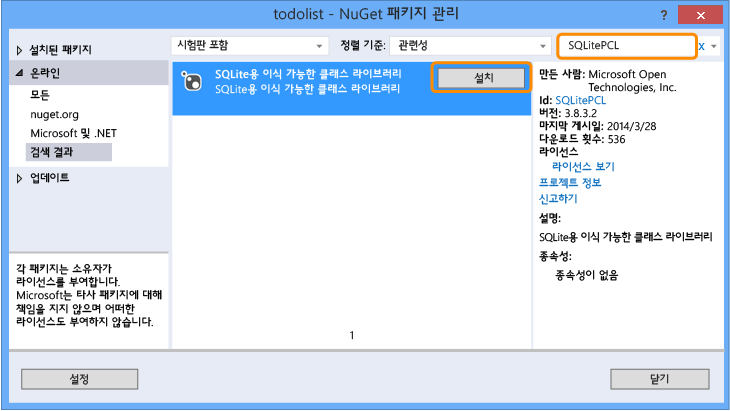 todolist - NuGet 패키지 관리
?
x
설치된 패키지
온라인
모든
nuget.org
Microsoft 및 .NET
검색 결과
업데이트
각 패키지는 소유자가
라이선스를 부여합니다.
Microsoft는 타사 패키지에 대해
책임을 지지 않으며 어떠한
라이선스도 부여하지 않습니다.
시험판 포함
정렬 기준:
관련성
SQLite용 이식 가능한 클래스 라이브러리
SQLite용 이식 가능한 클래스 라이브러리
설치
1
SQLitePCL
x
만든 사람: Microsoft Open
Technologies, Inc.
Id: SQLitePCL
버전: 3.8.3.2
마지막 게시일: 2014/3/28
다운로드 횟수: 536
라이선스
라이선스 보기
프로젝트 정보
신고하기
설명:
SQLite용 이식 가능한 클래스 라이브러리
종속성:
종속성이 없음
설정
닫기